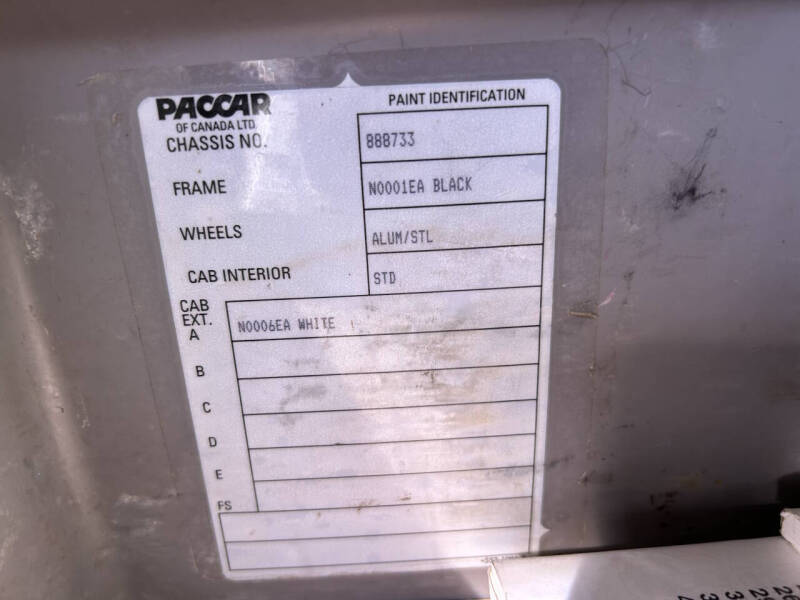 PACCAR
OF CANADA LTD.
PAINT IDENTIFICATION
CHASSIS NO. 888733
FRAME N0001EA BLACK
WHEELS ALUM/STL
CAB INTERIOR STD
CAB
EXT.
A N0006EA WHITE
B
C
D
E
FS